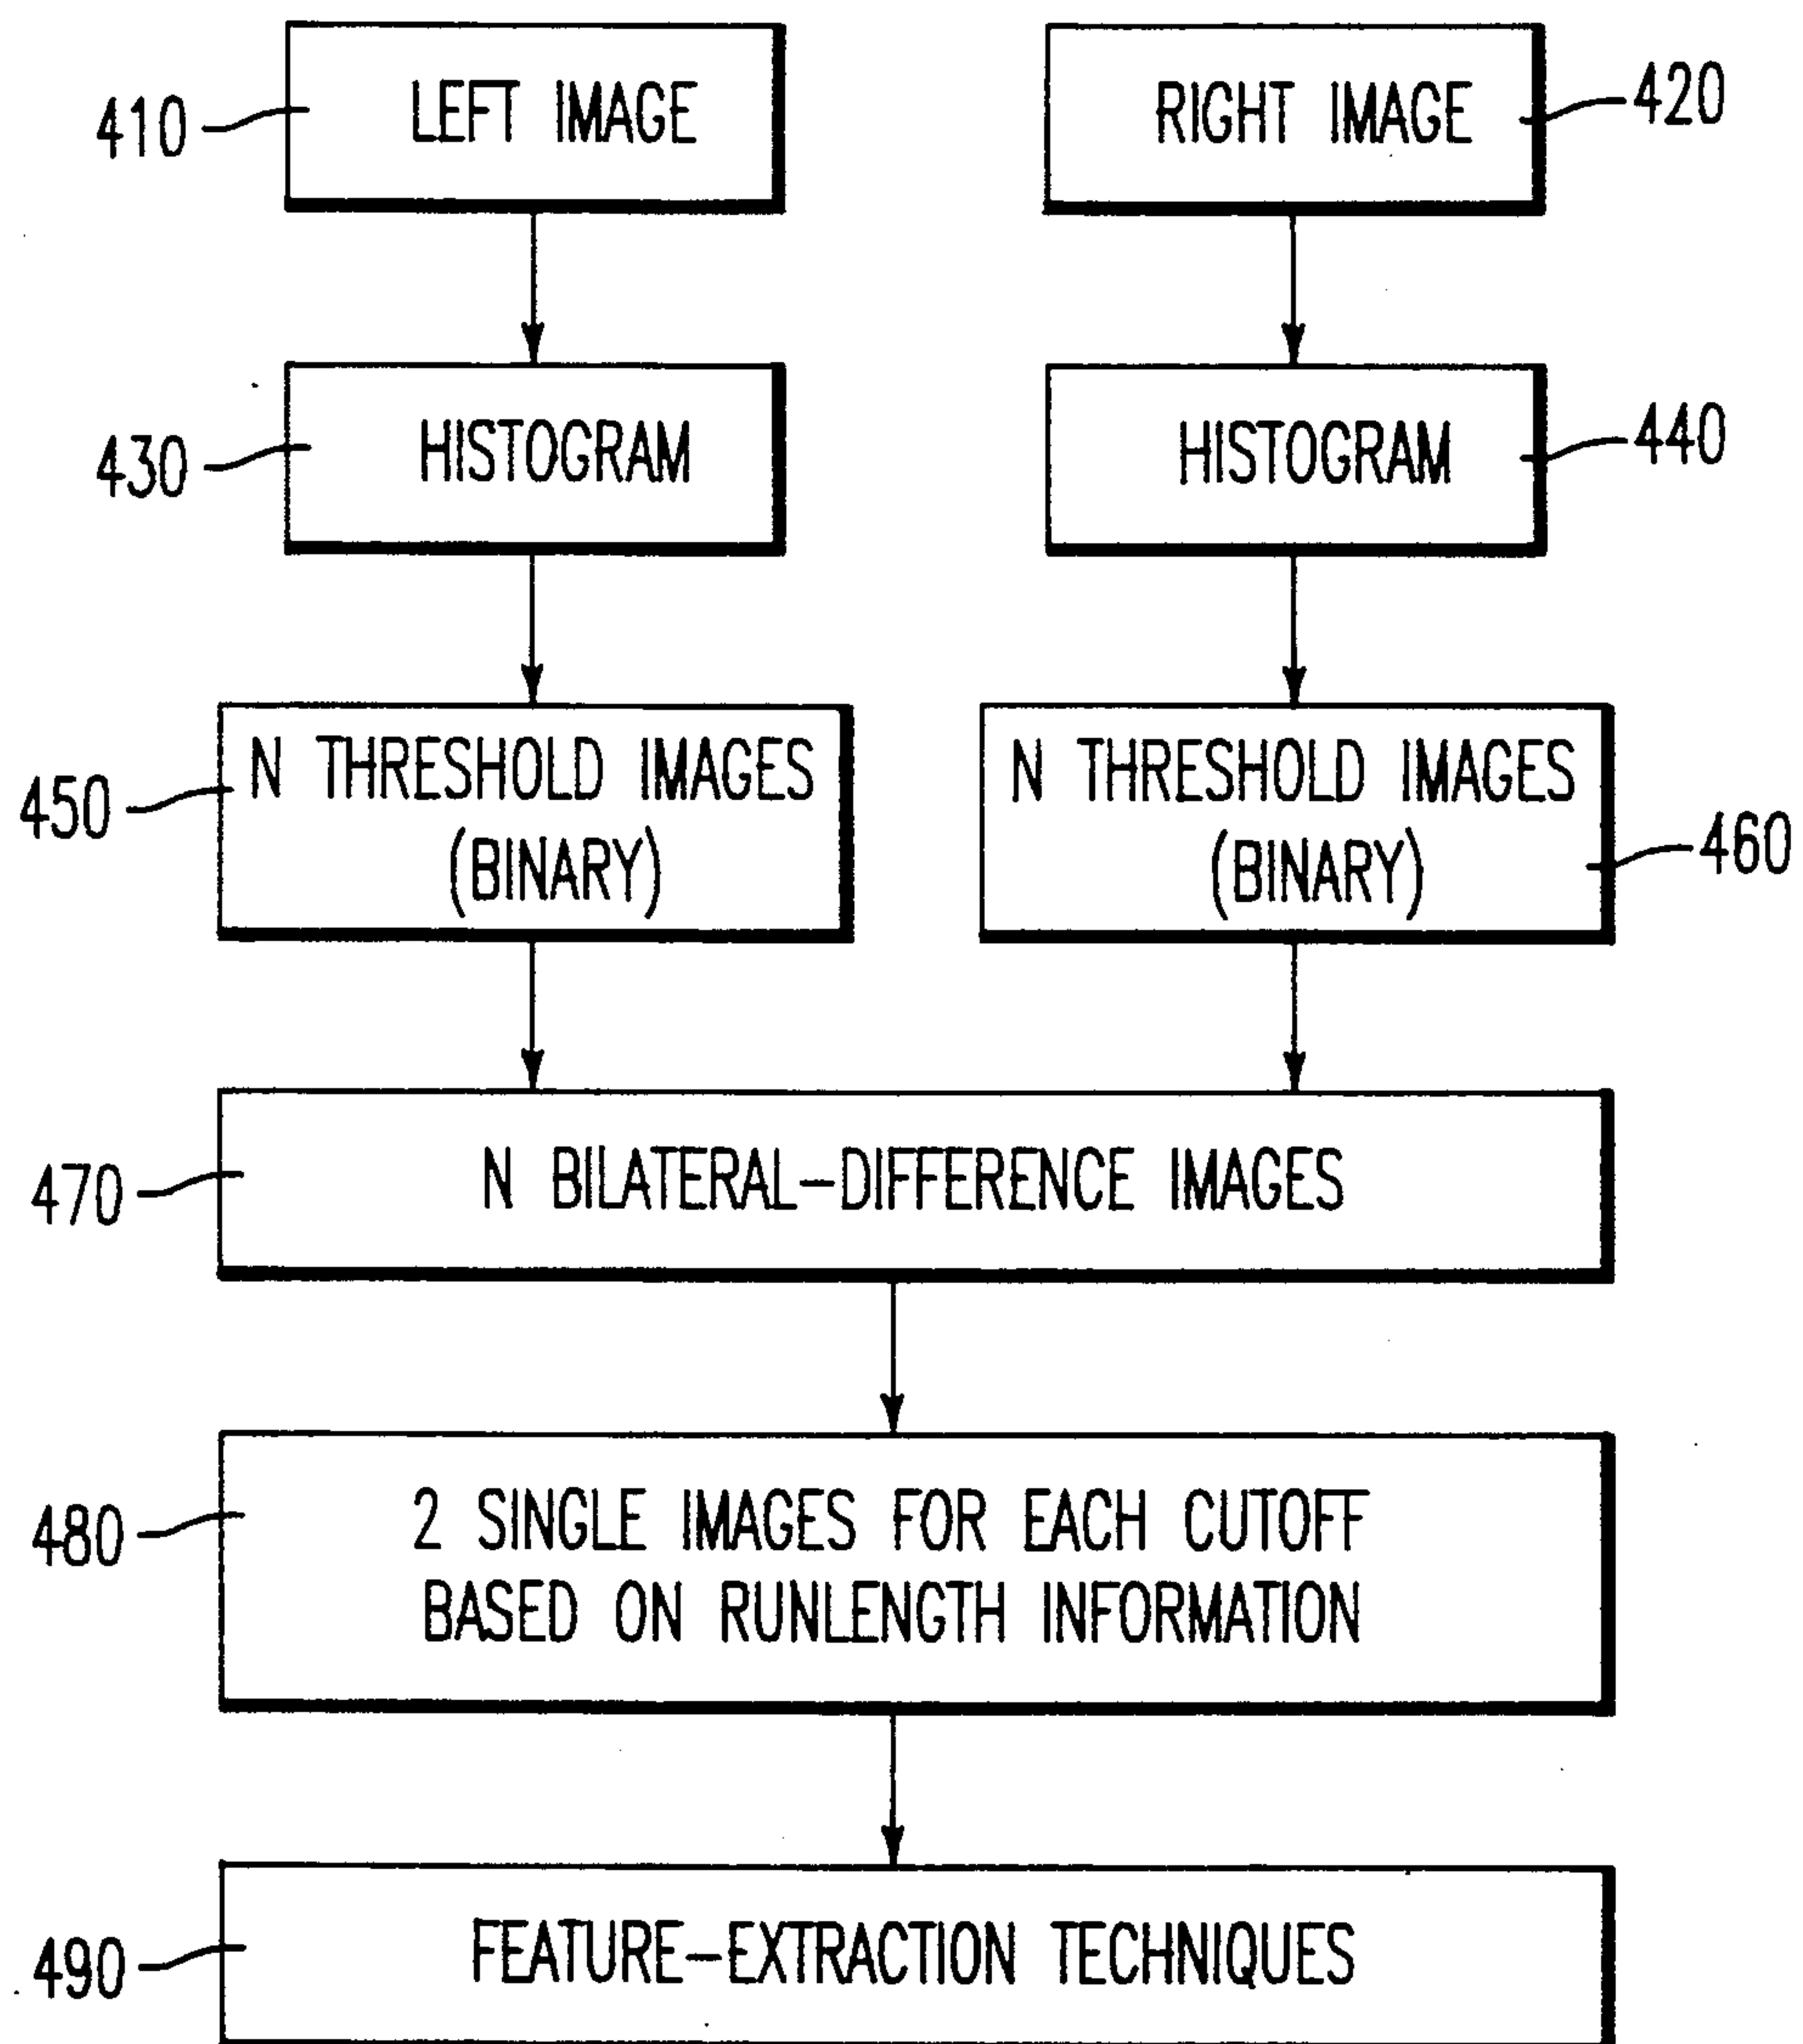 410
LEFT IMAGE
RIGHT IMAGE
420
430
HISTOGRAM
HISTOGRAM
440
450
N THRESHOLD IMAGES
(BINARY)
N THRESHOLD IMAGES
(BINARY)
460
470
N BILATERAL-DIFFERENCE IMAGES
480
2 SINGLE IMAGES FOR EACH CUTOFF
BASED ON RUNLENGTH INFORMATION
490
FEATURE-EXTRACTION TECHNIQUES